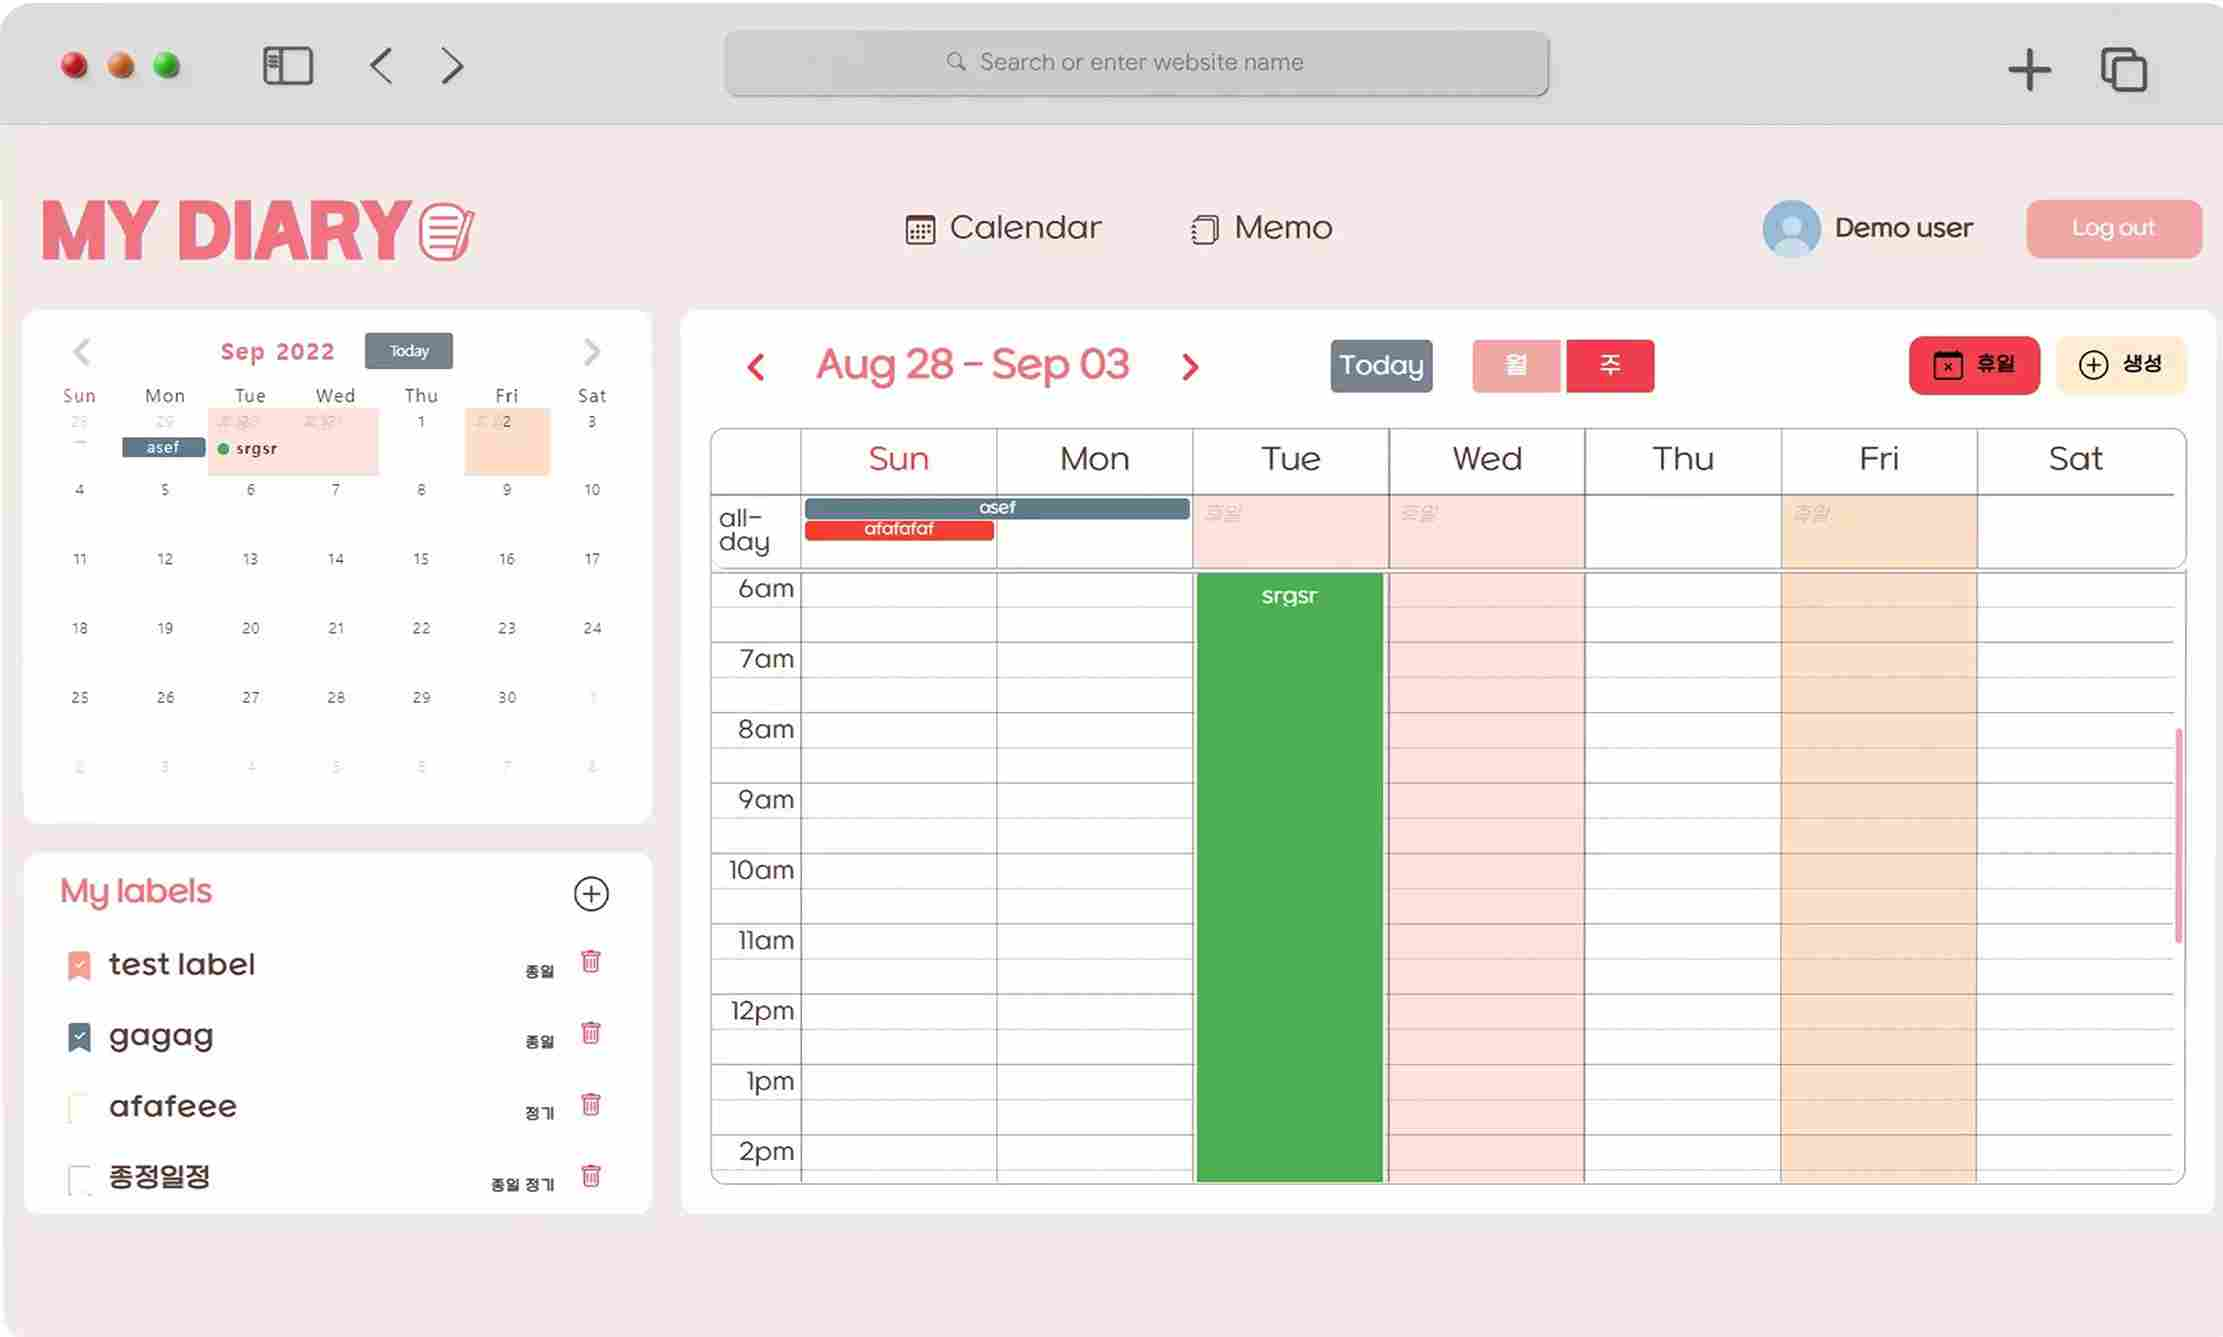 Search or enter website name
MY DIARY
Calendar
Memo
Demo user
Log out
Sep 2022
Today
Sun Mon Tue Wed Thu Fri Sat
28 29 1 2 3
asef
srgsr
4 5 6 7 8 9 10
11 12 13 14 15 16 17
18 19 20 21 22 23 24
25 26 27 28 29 30 1
2 3 4 5 6 7 8
My labels
test label 종일
gagag 종일
afafeee 정기
종정일정 종일 정기
Aug 28 – Sep 03
Today
월 주
휴일
생성
Sun Mon Tue Wed Thu Fri Sat
all-
day
asef
afafafaf
휴일 휴일 휴일
6am
srgsr
7am
8am
9am
10am
11am
12pm
1pm
2pm